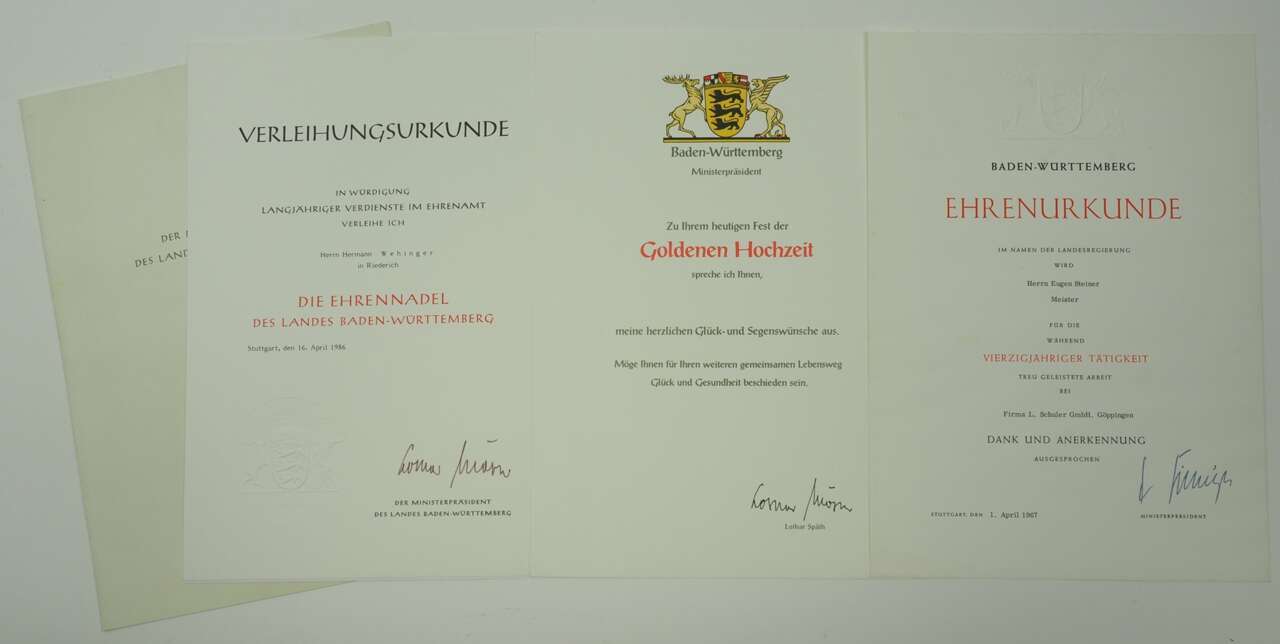 DER
DES LAND
VERLEIHUNGSURKUNDE
IN WÜRDIGUNG
LANGJÄHRIGER VERDIENSTE IM EHRENAMT
VERLEIHE ICH
Herrn Hermann Wehinger
in Riederich
DIE EHRENNADEL
DES LANDES BADEN-WÜRTTEMBERG
Stuttgart, den 16. April 1986
DER MINISTERPRÄSIDENT
DES LANDES BADEN-WÜRTTEMBERG
Baden-Württemberg
Ministerpräsident
Zu Ihrem heutigen Fest der
Goldenen Hochzeit
spreche ich Ihnen,
meine herzlichen Glück- und Segenswünsche aus.
Möge Ihnen für Ihren weiteren gemeinsamen Lebensweg
Glück und Gesundheit beschieden sein.
Lothar Späth
BADEN-WÜRTTEMBERG
EHRENURKUNDE
IM NAMEN DER LANDESREGIERUNG
WIRD
Herrn Eugen Steiner
Meister
FÜR DIE
WÄHREND
VIERZIGJÄHRIGER TÄTIGKEIT
TREU GELEISTETE ARBEIT
BEI
Firma L. Schuler GmbH, Göppingen
DANK UND ANERKENNUNG
AUSGESPROCHEN
STUTTGART, DEN 1. April 1967
MINISTERPRÄSIDENT